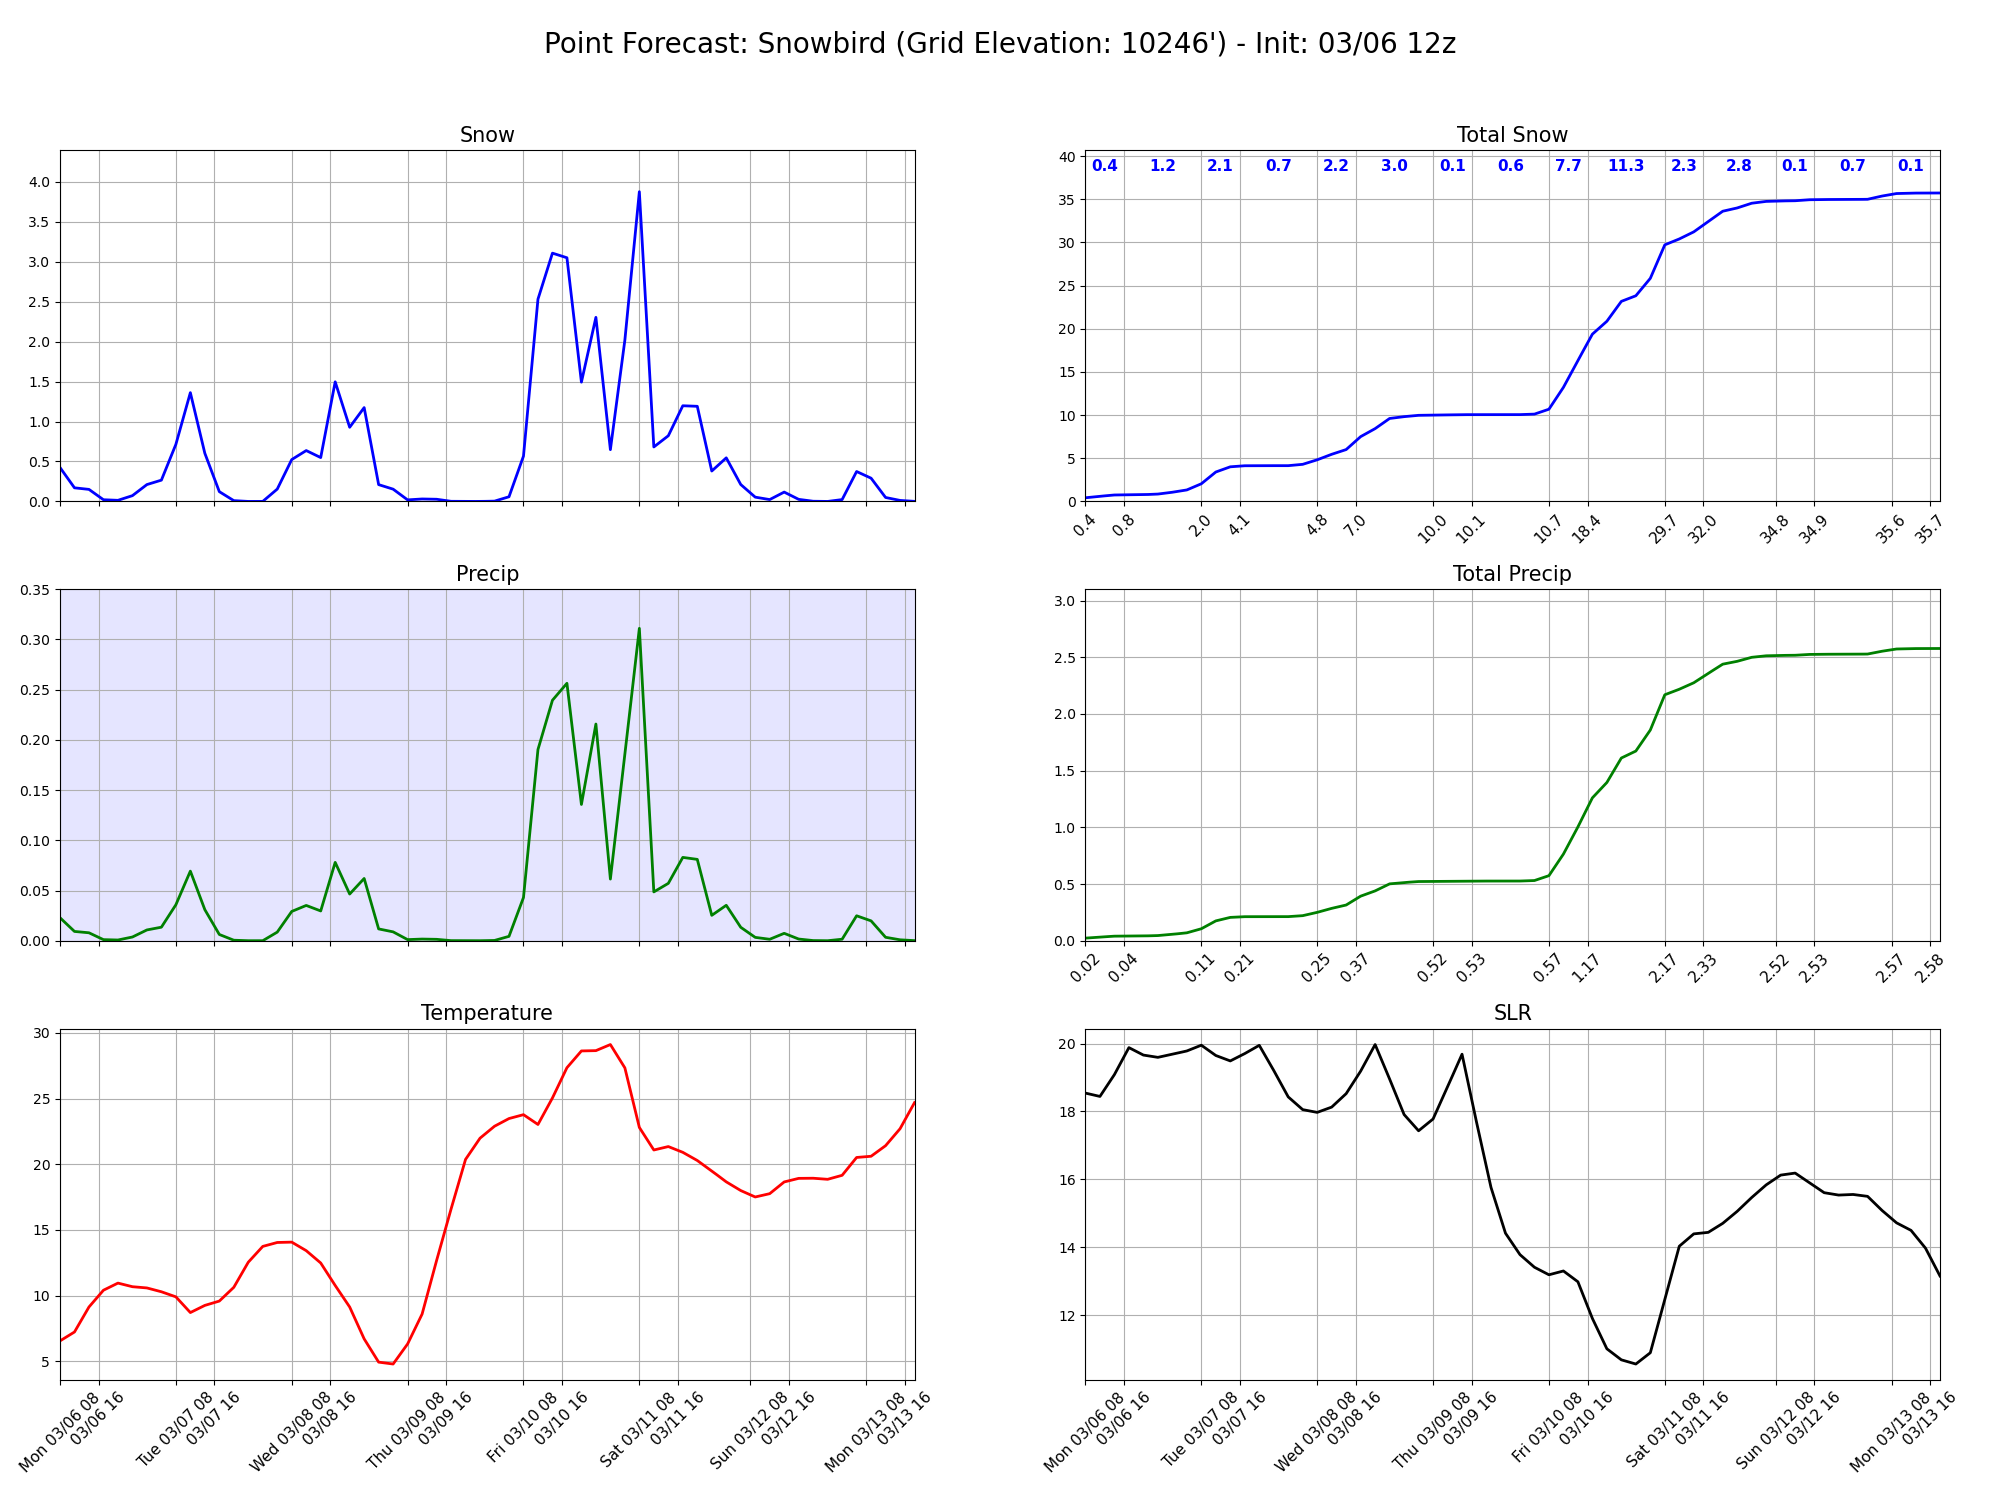 Point Forecast: Snowbird (Grid Elevation: 10246') - Init: 03/06 12z
Snow
4.0
3.5
3.0
2.5
2.0
1.5
1.0
0.5
0.0
Total Snow
40
35
30
25
20
15
10
5
0
0.4 1.2 2.1 0.7 2.2 3.0 0.1 0.6 7.7 11.3 2.3 2.8 0.1 0.7 0.1
0.4 0.8 2.0 4.1 4.8 7.0 10.0 10.1 10.7 18.4 29.7 32.0 34.8 34.9 35.6 35.7
Precip
0.35
0.30
0.25
0.20
0.15
0.10
0.05
0.00
Total Precip
3.0
2.5
2.0
1.5
1.0
0.5
0.0
0.02 0.04 0.11 0.21 0.25 0.37 0.52 0.53 0.57 1.17 2.17 2.33 2.52 2.53 2.57 2.58
Temperature
30
25
20
15
10
5
Mon 03/06 08
03/06 16
Tue 03/07 08
03/07 16
Wed 03/08 08
03/08 16
Thu 03/09 08
03/09 16
Fri 03/10 08
03/10 16
Sat 03/11 08
03/11 16
Sun 03/12 08
03/12 16
Mon 03/13 08
03/13 16
SLR
20
18
16
14
12
Mon 03/06 08
03/06 16
Tue 03/07 08
03/07 16
Wed 03/08 08
03/08 16
Thu 03/09 08
03/09 16
Fri 03/10 08
03/10 16
Sat 03/11 08
03/11 16
Sun 03/12 08
03/12 16
Mon 03/13 08
03/13 16